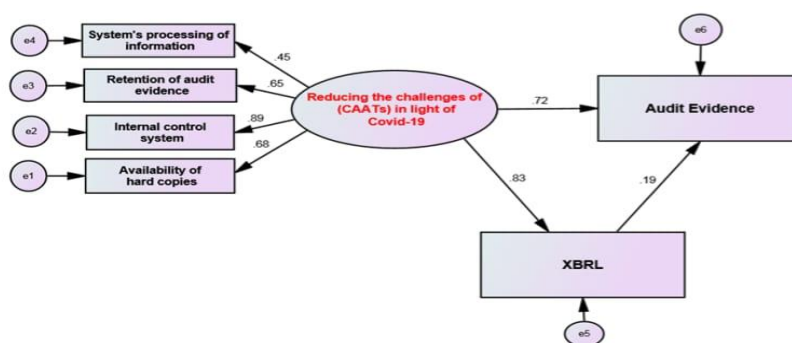 e4
System's processing of
information
.45
e3
Retention of audit
evidence
.65
e2
Internal control
system
.89
e1
Availability of
hard copies
.68
Reducing the challenges of
(CAATs) in light of
Covid-19
.72
e6
Audit Evidence
.83
.19
XBRL
e5